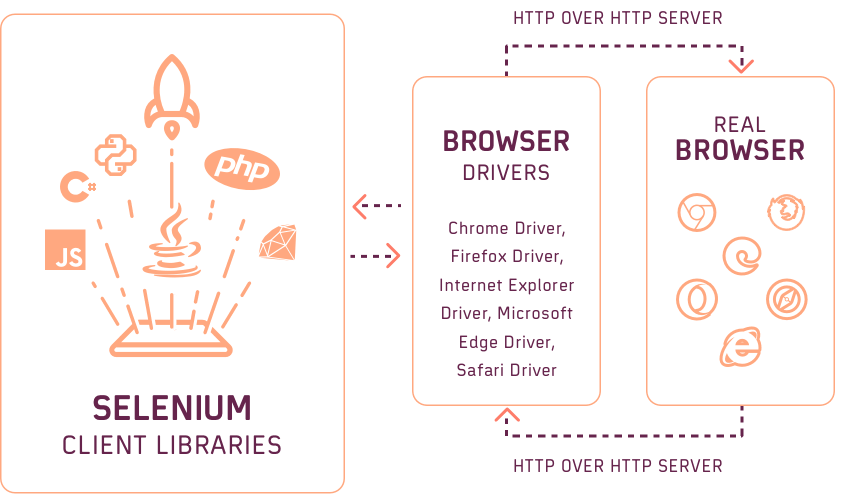 HTTP OVER HTTP SERVER
BROWSER
DRIVERS
Chrome Driver,
Firefox Driver,
Internet Explorer
Driver, Microsoft
Edge Driver,
Safari Driver
REAL
BROWSER
php
C#
JS
SELENIUM
CLIENT LIBRARIES
HTTP OVER HTTP SERVER